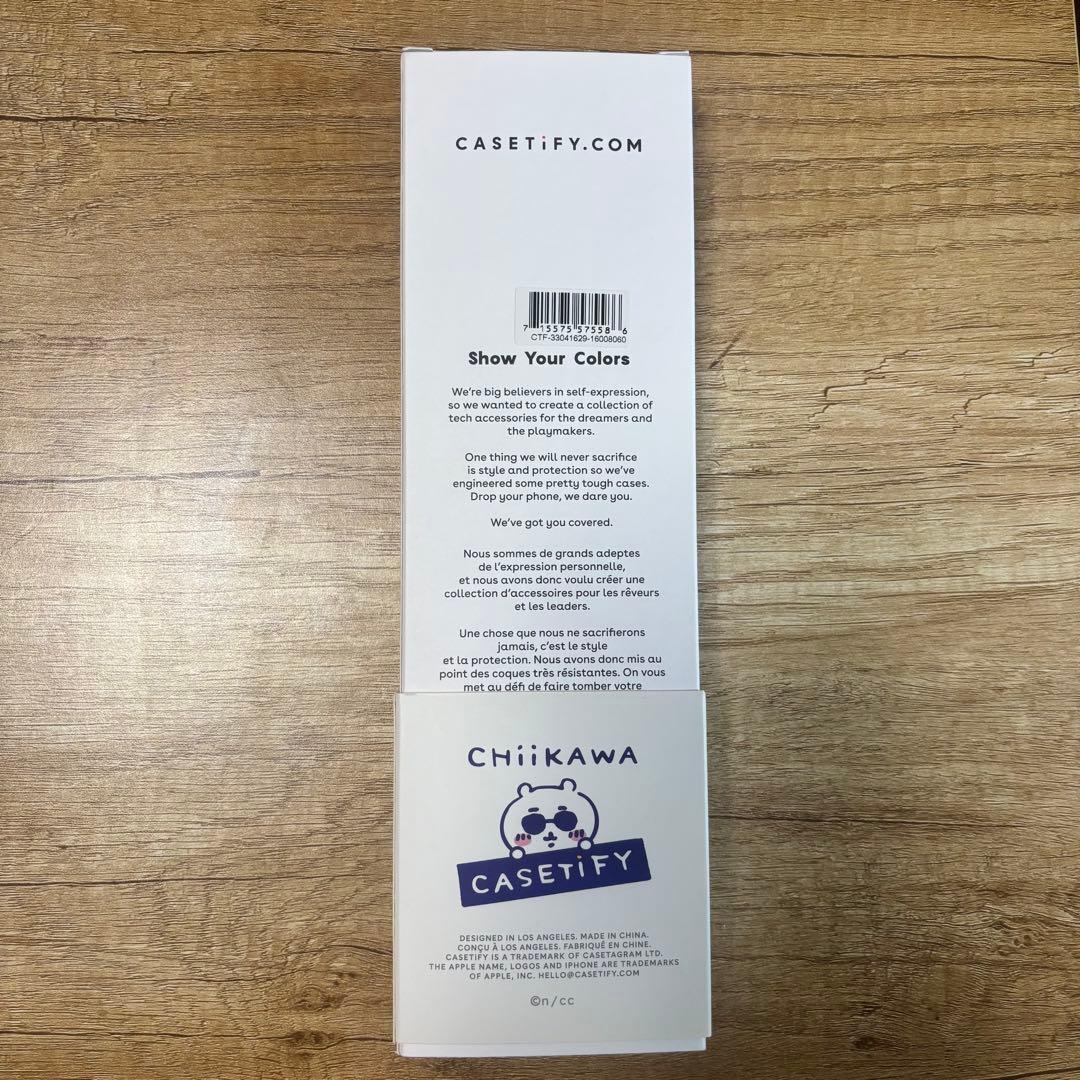 CASETiFY.COM
7 15575 57558 6
CTF-33041629-16008060
Show Your Colors
We're big believers in self-expression,
so we wanted to create a collection of
tech accessories for the dreamers and
the playmakers.
One thing we will never sacrifice
is style and protection so we've
engineered some pretty tough cases.
Drop your phone, we dare you.
We've got you covered.
Nous sommes de grands adeptes
de l'expression personnelle,
et nous avons donc voulu créer une
collection d'accessoires pour les rêveurs
et les leaders.
Une chose que nous ne sacrifierons
jamais, c'est le style
et la protection. Nous avons donc mis au
point des coques très résistantes. On vous
met au défi de faire tomber votre
CHiiKAWA
CASETiFY
DESIGNED IN LOS ANGELES. MADE IN CHINA.
CONÇU À LOS ANGELES. FABRIQUÉ EN CHINE.
CASETIFY IS A TRADEMARK OF CASETAGRAM LTD.
THE APPLE NAME, LOGOS AND IPHONE ARE TRADEMARKS
OF APPLE, INC. HELLO@CASETIFY.COM
©n/cc